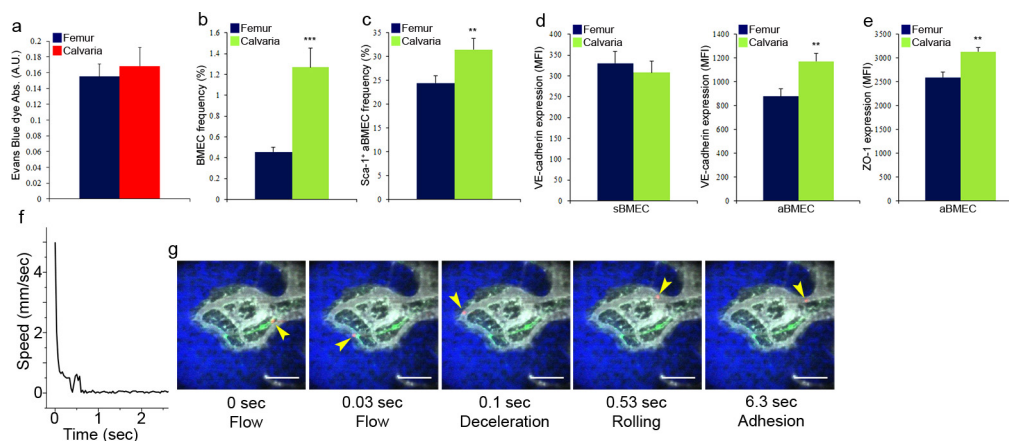 a
Femur
Calvaria
Evans Blue dye Abs. (A.U.)
0.2
0.18
0.16
0.14
0.12
0.1
0.08
0.06
0.04
0.02
0
b
Femur
Calvaria
BMEC frequency (%)
1.6
1.4
1.2
1
0.8
0.6
0.4
0.2
0
***
c
Femur
Calvaria
Sca-1+ aBMEC frequency (%)
40
35
30
25
20
15
10
5
0
**
d
Femur
Calvaria
VE-cadherin expression (MFI)
400
350
300
250
200
150
100
50
0
sBMEC
Femur
Calvaria
VE-cadherin expression (MFI)
1400
1200
1000
800
600
400
200
0
**
aBMEC
e
Femur
Calvaria
ZO-1 expression (MFI)
3500
3000
2500
2000
1500
1000
500
0
**
aBMEC
f
Speed (mm/sec)
4
2
0
0
1
2
Time (sec)
g
0 sec
Flow
0.03 sec
Flow
0.1 sec
Deceleration
0.53 sec
Rolling
6.3 sec
Adhesion